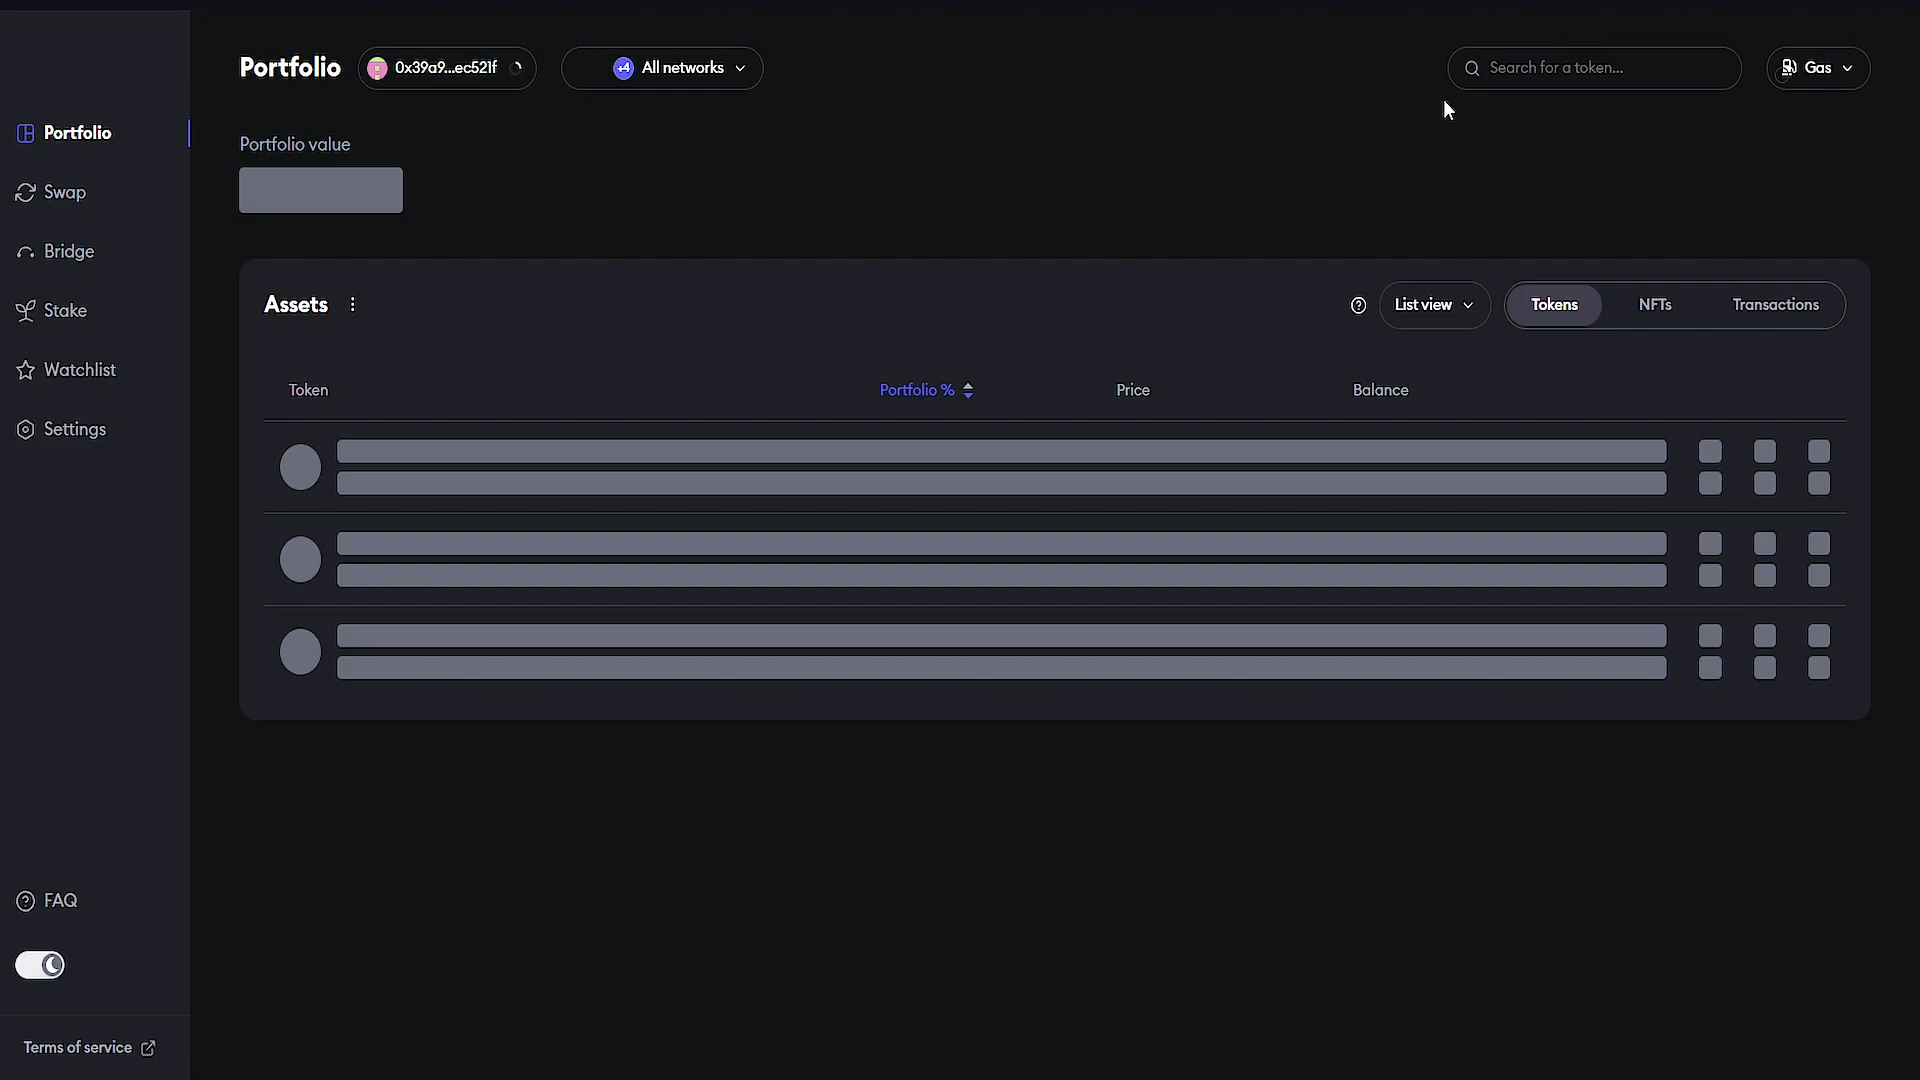 Portfolio
0x39a9...ec521f
+4 All networks
Search for a token...
Gas
Portfolio
Swap
Bridge
Stake
Watchlist
Settings
FAQ
Terms of service
Portfolio value
Assets
List view
Tokens
NFTs
Transactions
Token
Portfolio %
Price
Balance